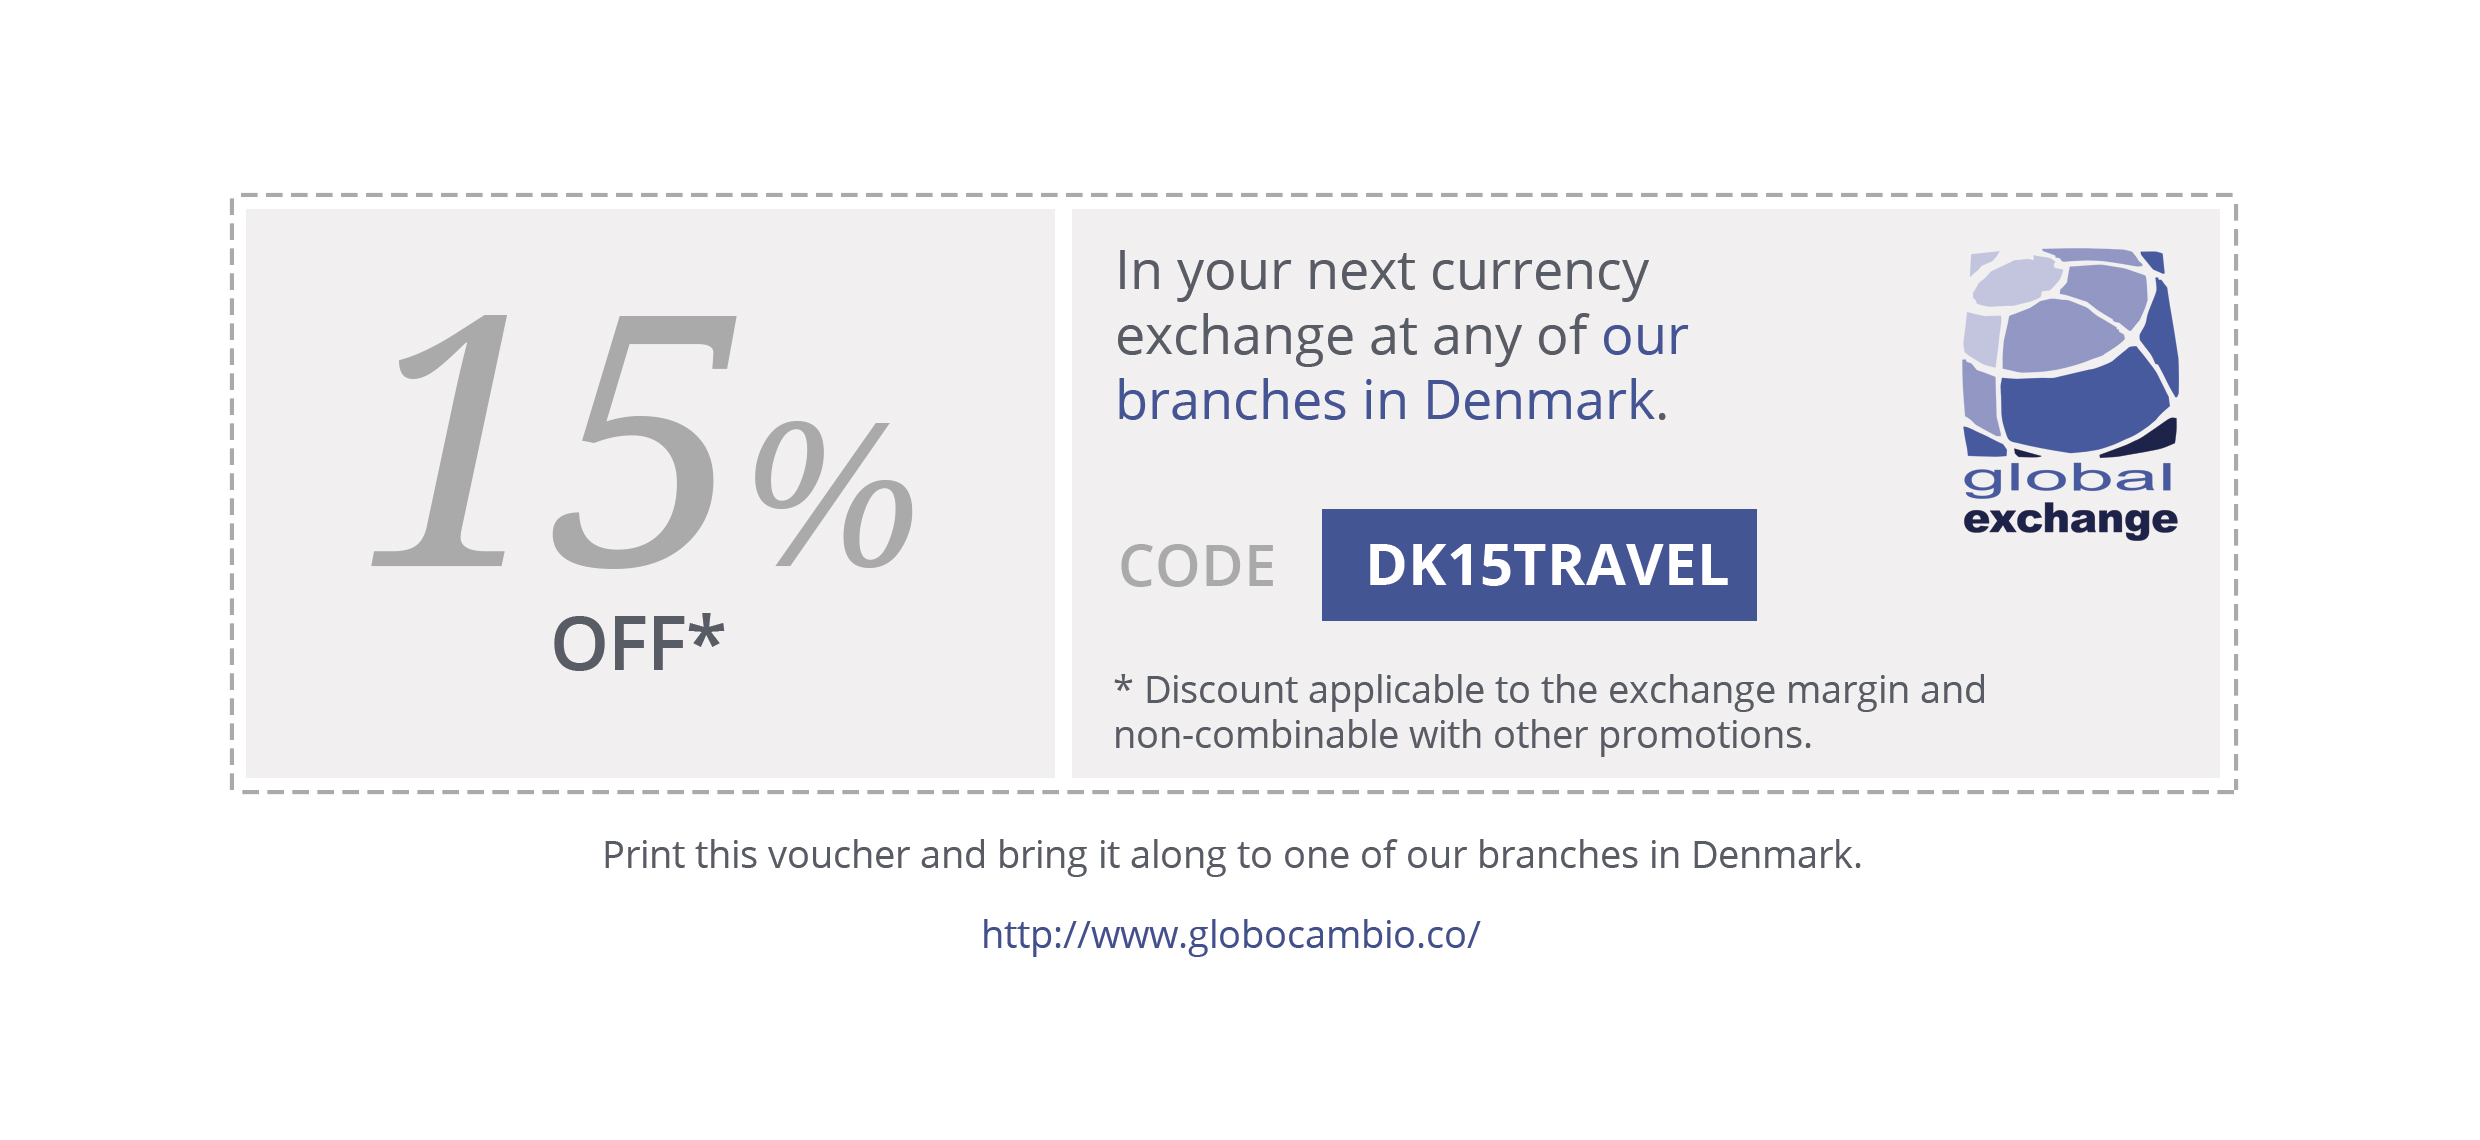 15%
OFF*
In your next currency
exchange at any of our
branches in Denmark.
CODE DK15TRAVEL
* Discount applicable to the exchange margin and
non-combinable with other promotions.
global
exchange
Print this voucher and bring it along to one of our branches in Denmark.
http://www.globocambio.co/